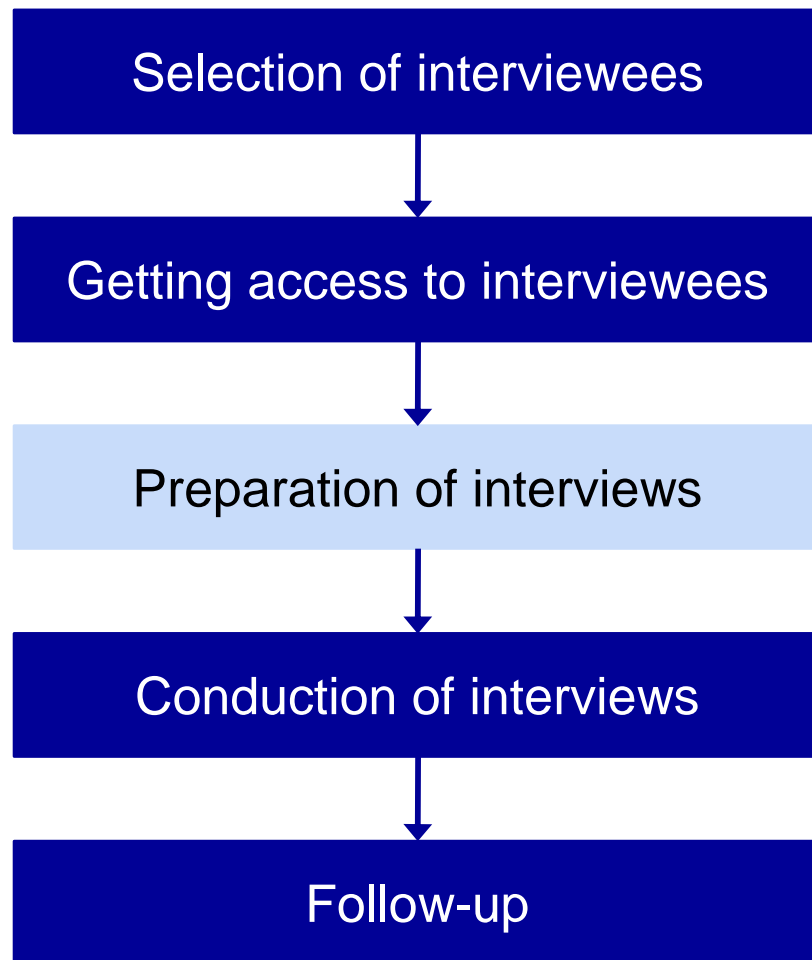 Selection of interviewees
Getting access to interviewees
Preparation of interviews
Conduction of interviews
Follow-up